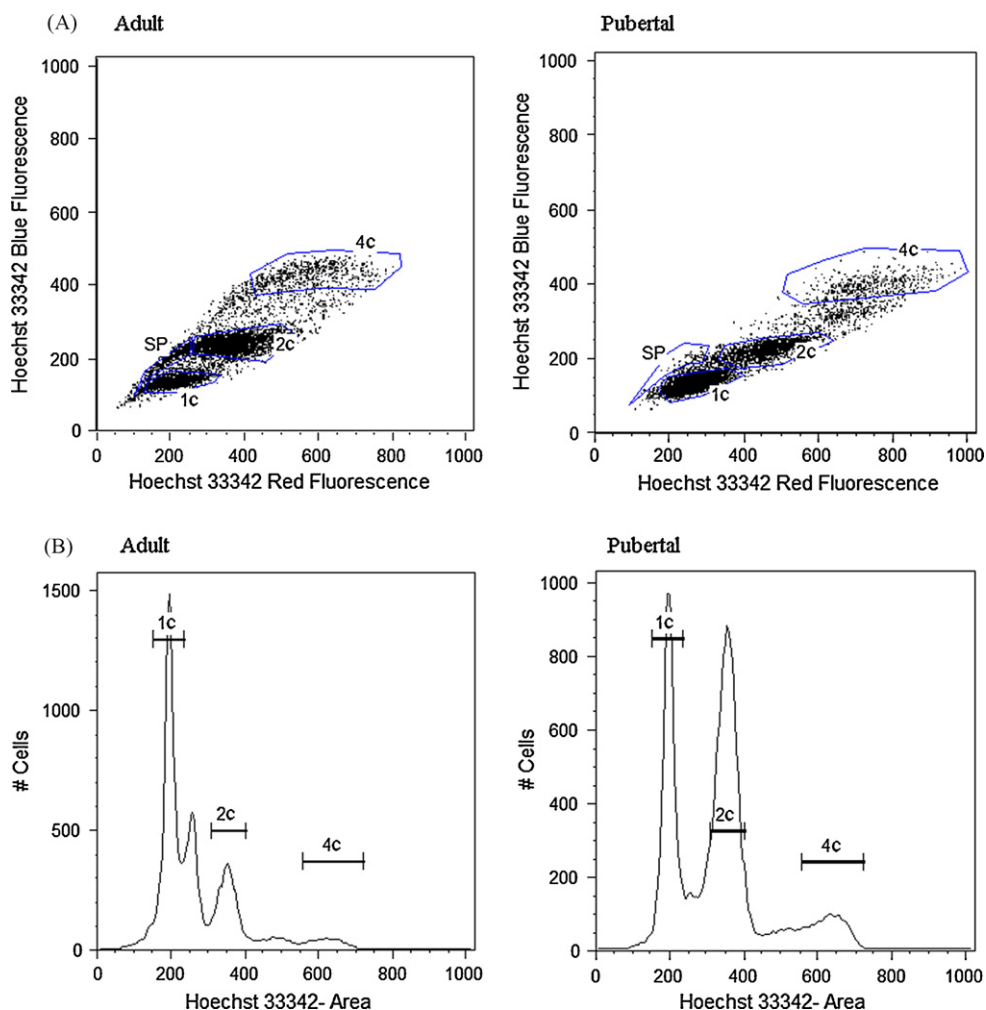 (A)
Adult
Pubertal
Hoechst 33342 Blue Fluorescence
1000
800
600
400
200
0
4c
SP
2c
1c
0 200 400 600 800 1000
Hoechst 33342 Red Fluorescence
Hoechst 33342 Blue Fluorescence
1000
800
600
400
200
0
4c
SP
2c
1c
0 200 400 600 800 1000
Hoechst 33342 Red Fluorescence
(B)
Adult
Pubertal
# Cells
1500
1000
500
0
1c
2c
4c
0 200 400 600 800 1000
Hoechst 33342- Area
# Cells
1000
800
600
400
200
0
1c
2c
4c
0 200 400 600 800 1000
Hoechst 33342- Area